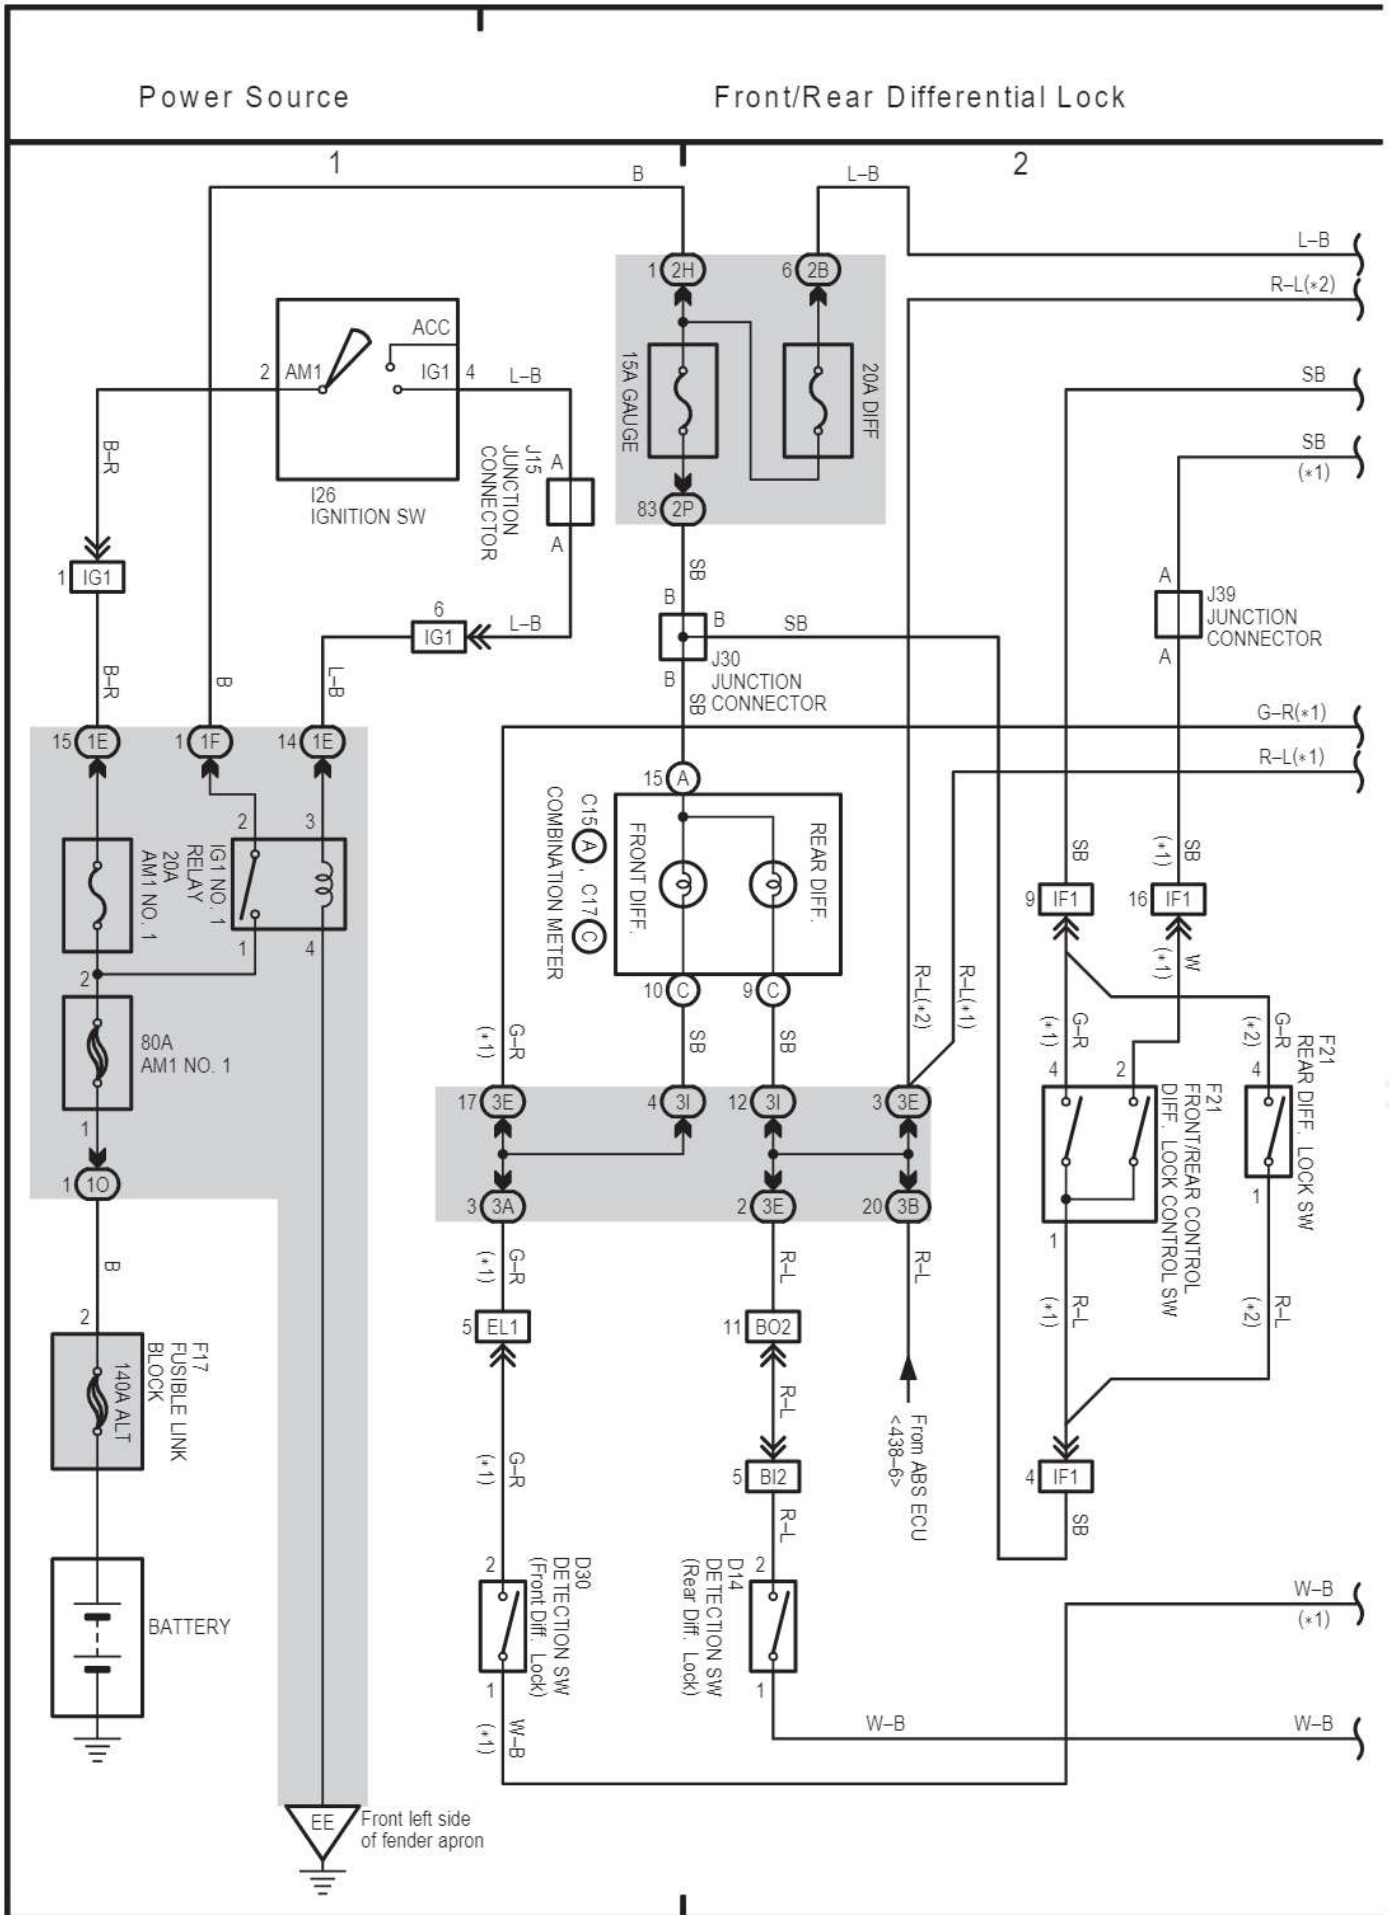 Power Source
Front/Rear Differential Lock
1
2
B
L–B
L–B
R–L(*2)
1 2H
6 2B
15A GAUGE
20A DIFF
83 2P
ACC
2 AM1
IG1 4
I26
IGNITION SW
L–B
A
J15
JUNCTION
CONNECTOR
A
B–R
1 IG1
B–R
B
6
IG1
L–B
L–B
SB
SB
(*1)
SB
B
B
SB
J30
JUNCTION
CONNECTOR
B
SB
A
J39
JUNCTION
CONNECTOR
A
G–R(*1)
R–L(*1)
15 1E
1 1F
14 1E
2
3
IG1 NO. 1
RELAY
20A
AM1 NO. 1
1
4
2
80A
AM1 NO. 1
1
1 1O
B
2
F17
FUSIBLE LINK
BLOCK
140A ALT
BATTERY
EE
Front left side
of fender apron
15 A
C15 A , C17 C
COMBINATION METER
FRONT DIFF.
REAR DIFF.
10 C
9 C
G–R
(*1)
SB
SB
R–L(*2)
R–L(*1)
17 3E
4 3I
12 3I
3 3E
3 3A
2 3E
20 3B
G–R
(*1)
R–L
R–L
5 EL1
11 BO2
R–L
From ABS ECU
<438–6>
G–R
(*1)
5 BI2
R–L
2
D30
DETECTION SW
(Front Diff. Lock)
1
2
D14
DETECTION SW
(Rear Diff. Lock)
1
W–B
(*1)
W–B
SB
SB
(*1)
9 IF1
16 IF1
W
(*1)
G–R
(*1)
G–R
(*2)
4
2
4
F21
FRONT/REAR CONTROL
DIFF. LOCK CONTROL SW
F21
REAR DIFF. LOCK SW
1
1
R–L
(*1)
R–L
(*2)
4 IF1
SB
W–B
(*1)
W–B